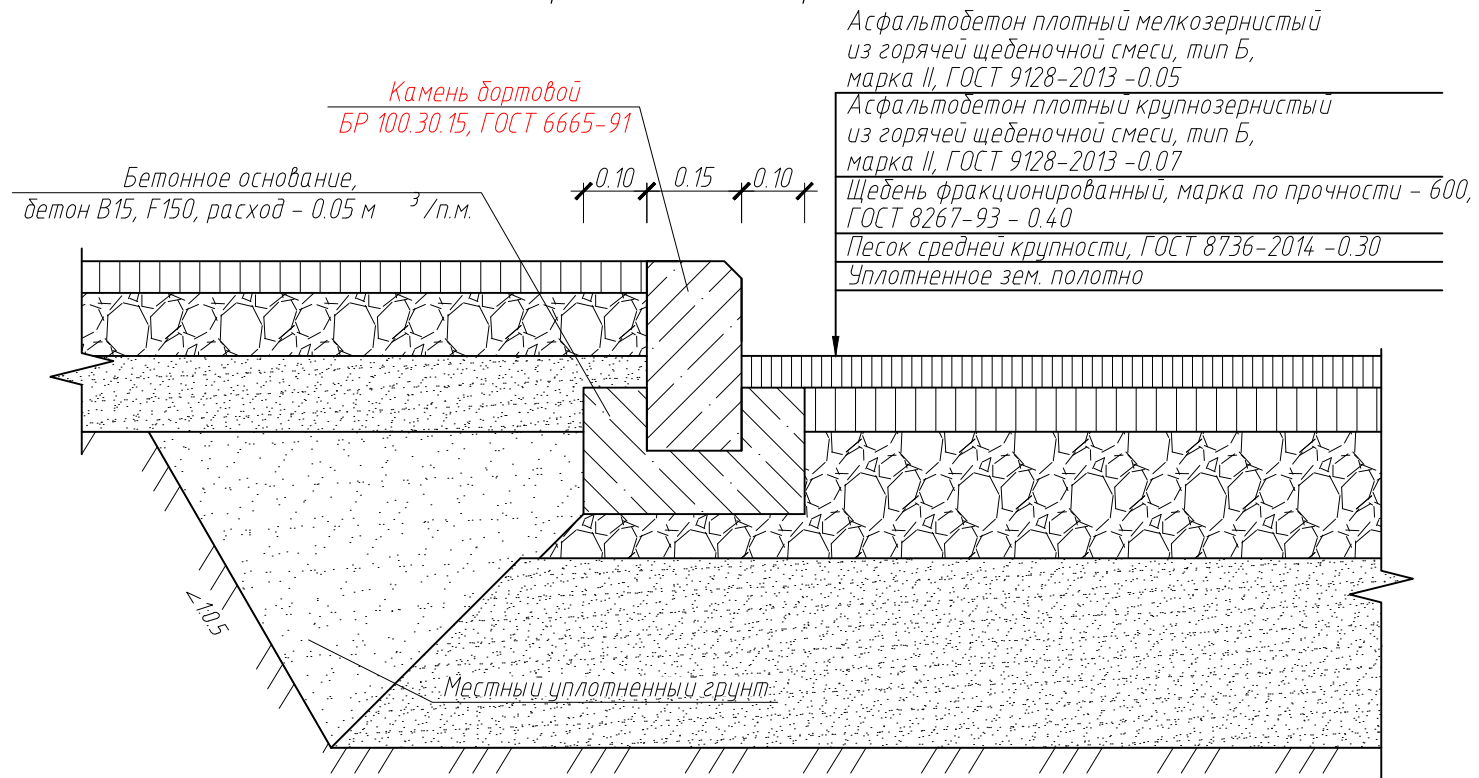 Асфальтобетон плотный мелкозернистый
из горячей щебеночной смеси, тип Б,
марка II, ГОСТ 9128-2013 -0.05
Асфальтобетон плотный крупнозернистый
из горячей щебеночной смеси, тип Б,
марка II, ГОСТ 9128-2013 -0.07
Щебень фракционированный, марка по прочности - 600,
ГОСТ 8267-93 - 0.40
Песок средней крупности, ГОСТ 8736-2014 -0.30
Уплотненное зем. полотно
Камень бортовой
БР 100.30.15, ГОСТ 6665-91
Бетонное основание,
бетон В15, F150, расход - 0.05 м 3/п.м.
0.10 0.15 0.10
<1:0.5
Местный уплотненный грунт